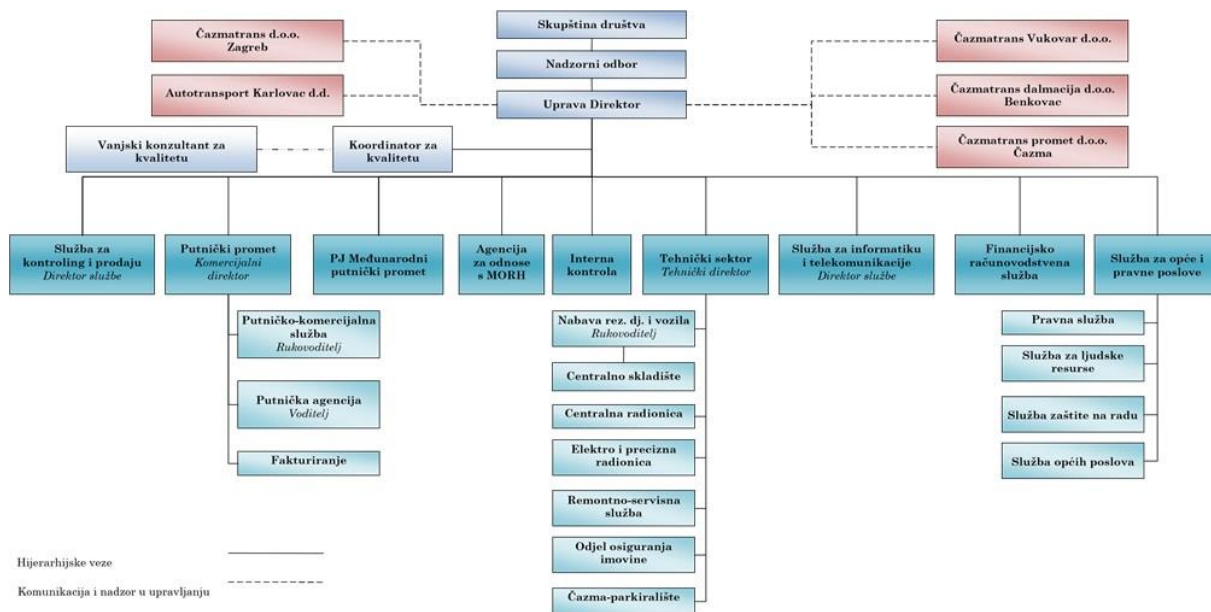 Skupština društva
Nadzorni odbor
Uprava Direktor
Čazmatrans d.o.o.
Zagreb
Autotransport Karlovac d.d.
Čazmatrans Vukovar d.o.o.
Čazmatrans dalmacija d.o.o.
Benkovac
Čazmatrans promet d.o.o.
Čazma
Vanjski konzultant za
kvalitetu
Koordinator za
kvalitetu
Služba za
kontroling i prodaju
Direktor službe
Putnički promet
Komercijalni
direktor
PJ Međunarodni
putnički promet
Agencija
za odnose
s MORH
Interna
kontrola
Tehnički sektor
Tehnički direktor
Služba za informatiku
i telekomunikacije
Direktor službe
Financijsko
računovodstvena
služba
Služba za opće i
pravne poslove
Putničko-komercijalna
služba
Rukovoditelj
Putnička agencija
Voditelj
Fakturiranje
Nabava rez. dj. i vozila
Rukovoditelj
Centralno skladište
Centralna radionica
Elektro i precizna
radionica
Remontno-servisna
služba
Odjel osiguranja
imovine
Čazma-parkiralište
Pravna služba
Služba za ljudske
resurse
Služba zaštite na radu
Služba općih poslova
Hijerarhijske veze
Komunikacija i nadzor u upravljanju